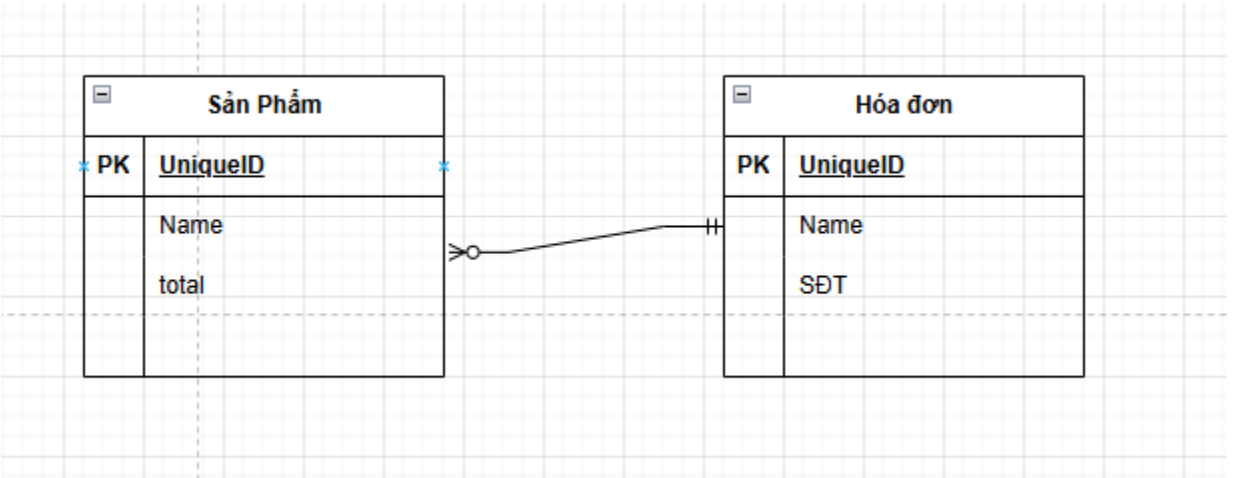 Sản Phẩm
PK UniqueID
Name
total
Hóa đơn
PK UniqueID
Name
SĐT